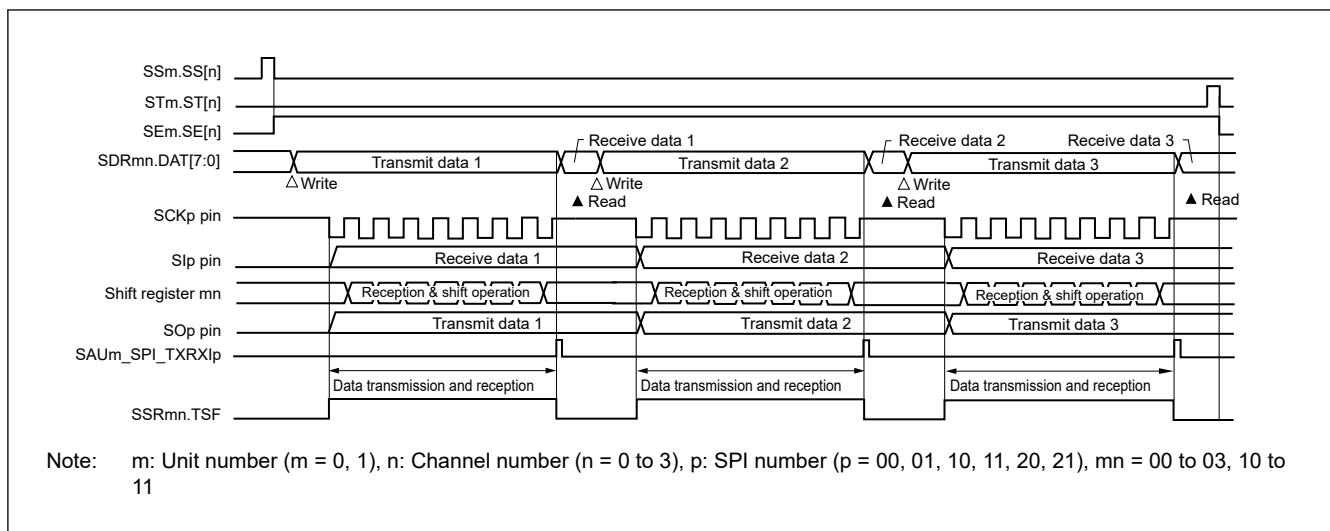 SSm.SS[n]
STm.ST[n]
SEm.SE[n]
Receive data 1 Receive data 2 Receive data 3
SDRmn.DAT[7:0] Transmit data 1 Transmit data 2 Transmit data 3
△ Write △ Write △ Write
▲ Read ▲ Read ▲ Read
SCKp pin
SIp pin Receive data 1 Receive data 2 Receive data 3
Shift register mn Reception & shift operation Reception & shift operation Reception & shift operation
SOp pin Transmit data 1 Transmit data 2 Transmit data 3
SAUm_SPI_TXRXIp
Data transmission and reception Data transmission and reception Data transmission and reception
SSRmn.TSF
Note: m: Unit number (m = 0, 1), n: Channel number (n = 0 to 3), p: SPI number (p = 00, 01, 10, 11, 20, 21), mn = 00 to 03, 10 to
11